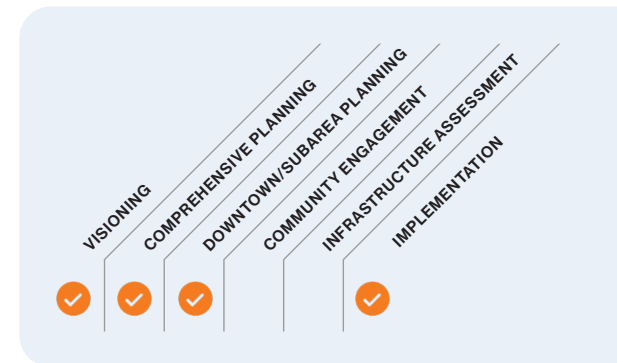 VISIONING
COMPREHENSIVE PLANNING
DOWNTOWN/SUBAREA PLANNING
COMMUNITY ENGAGEMENT
INFRASTRUCTURE ASSESSMENT
IMPLEMENTATION